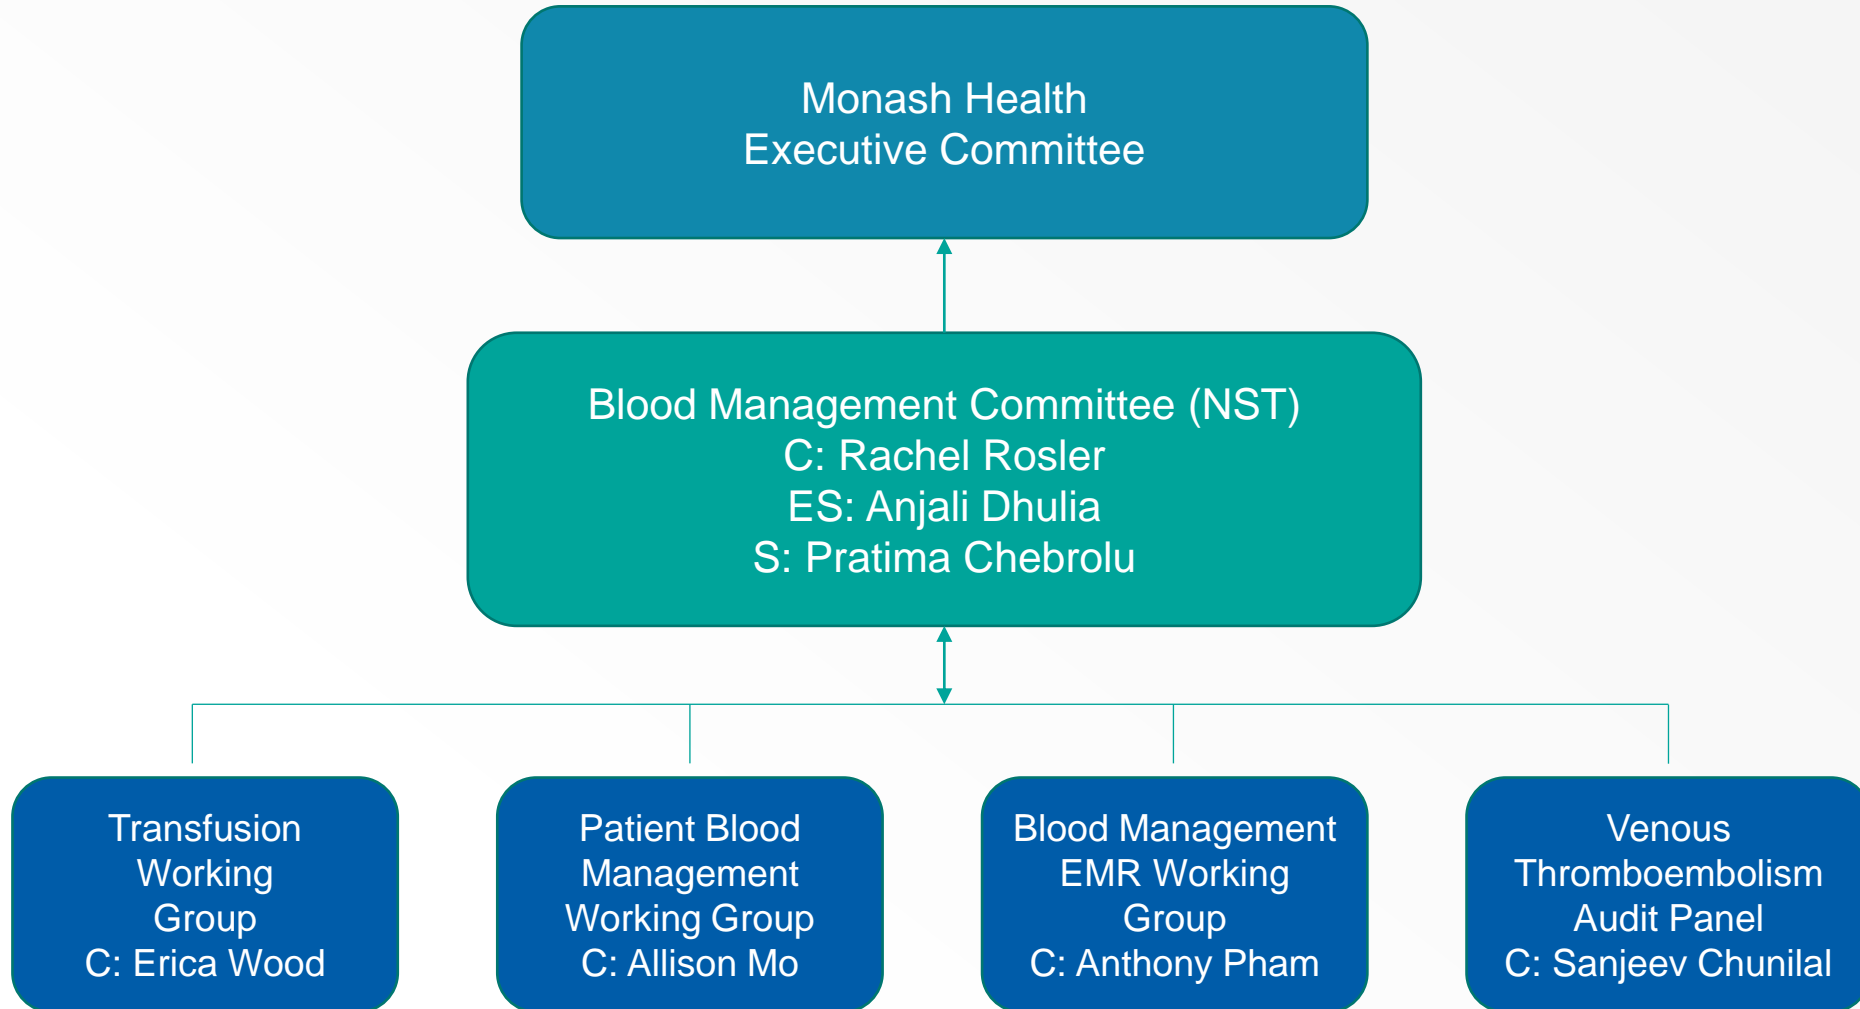 Monash Health
Executive Committee
Blood Management Committee (NST)
C: Rachel Rosler
ES: Anjali Dhulia
S: Pratima Chebrolu
Transfusion
Working
Group
C: Erica Wood
Patient Blood
Management
Working Group
C: Allison Mo
Blood Management
EMR Working
Group
C: Anthony Pham
Venous
Thromboembolism
Audit Panel
C: Sanjeev Chunilal